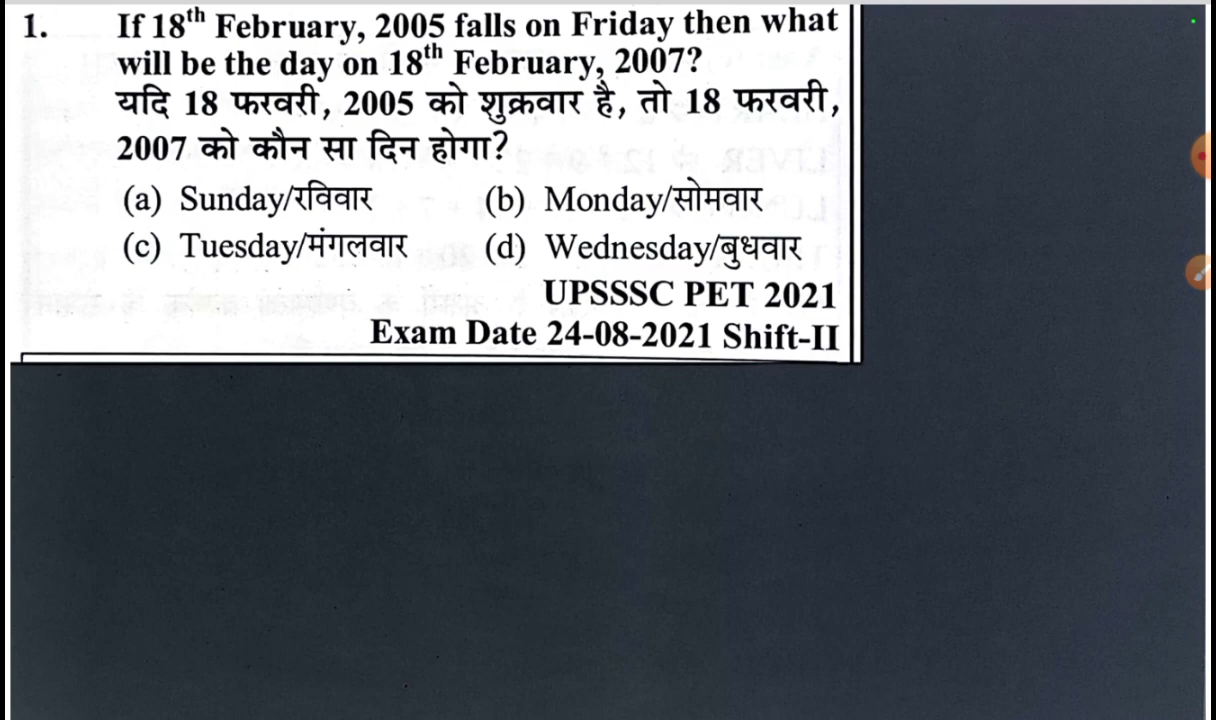 1. If 18th February, 2005 falls on Friday then what
will be the day on 18th February, 2007?
यदि 18 फरवरी, 2005 को शुक्रवार है, तो 18 फरवरी,
2007 को कौन सा दिन होगा?
(a) Sunday/रविवार (b) Monday/सोमवार
(c) Tuesday/मंगलवार (d) Wednesday/बुधवार
UPSSSC PET 2021
Exam Date 24-08-2021 Shift-II